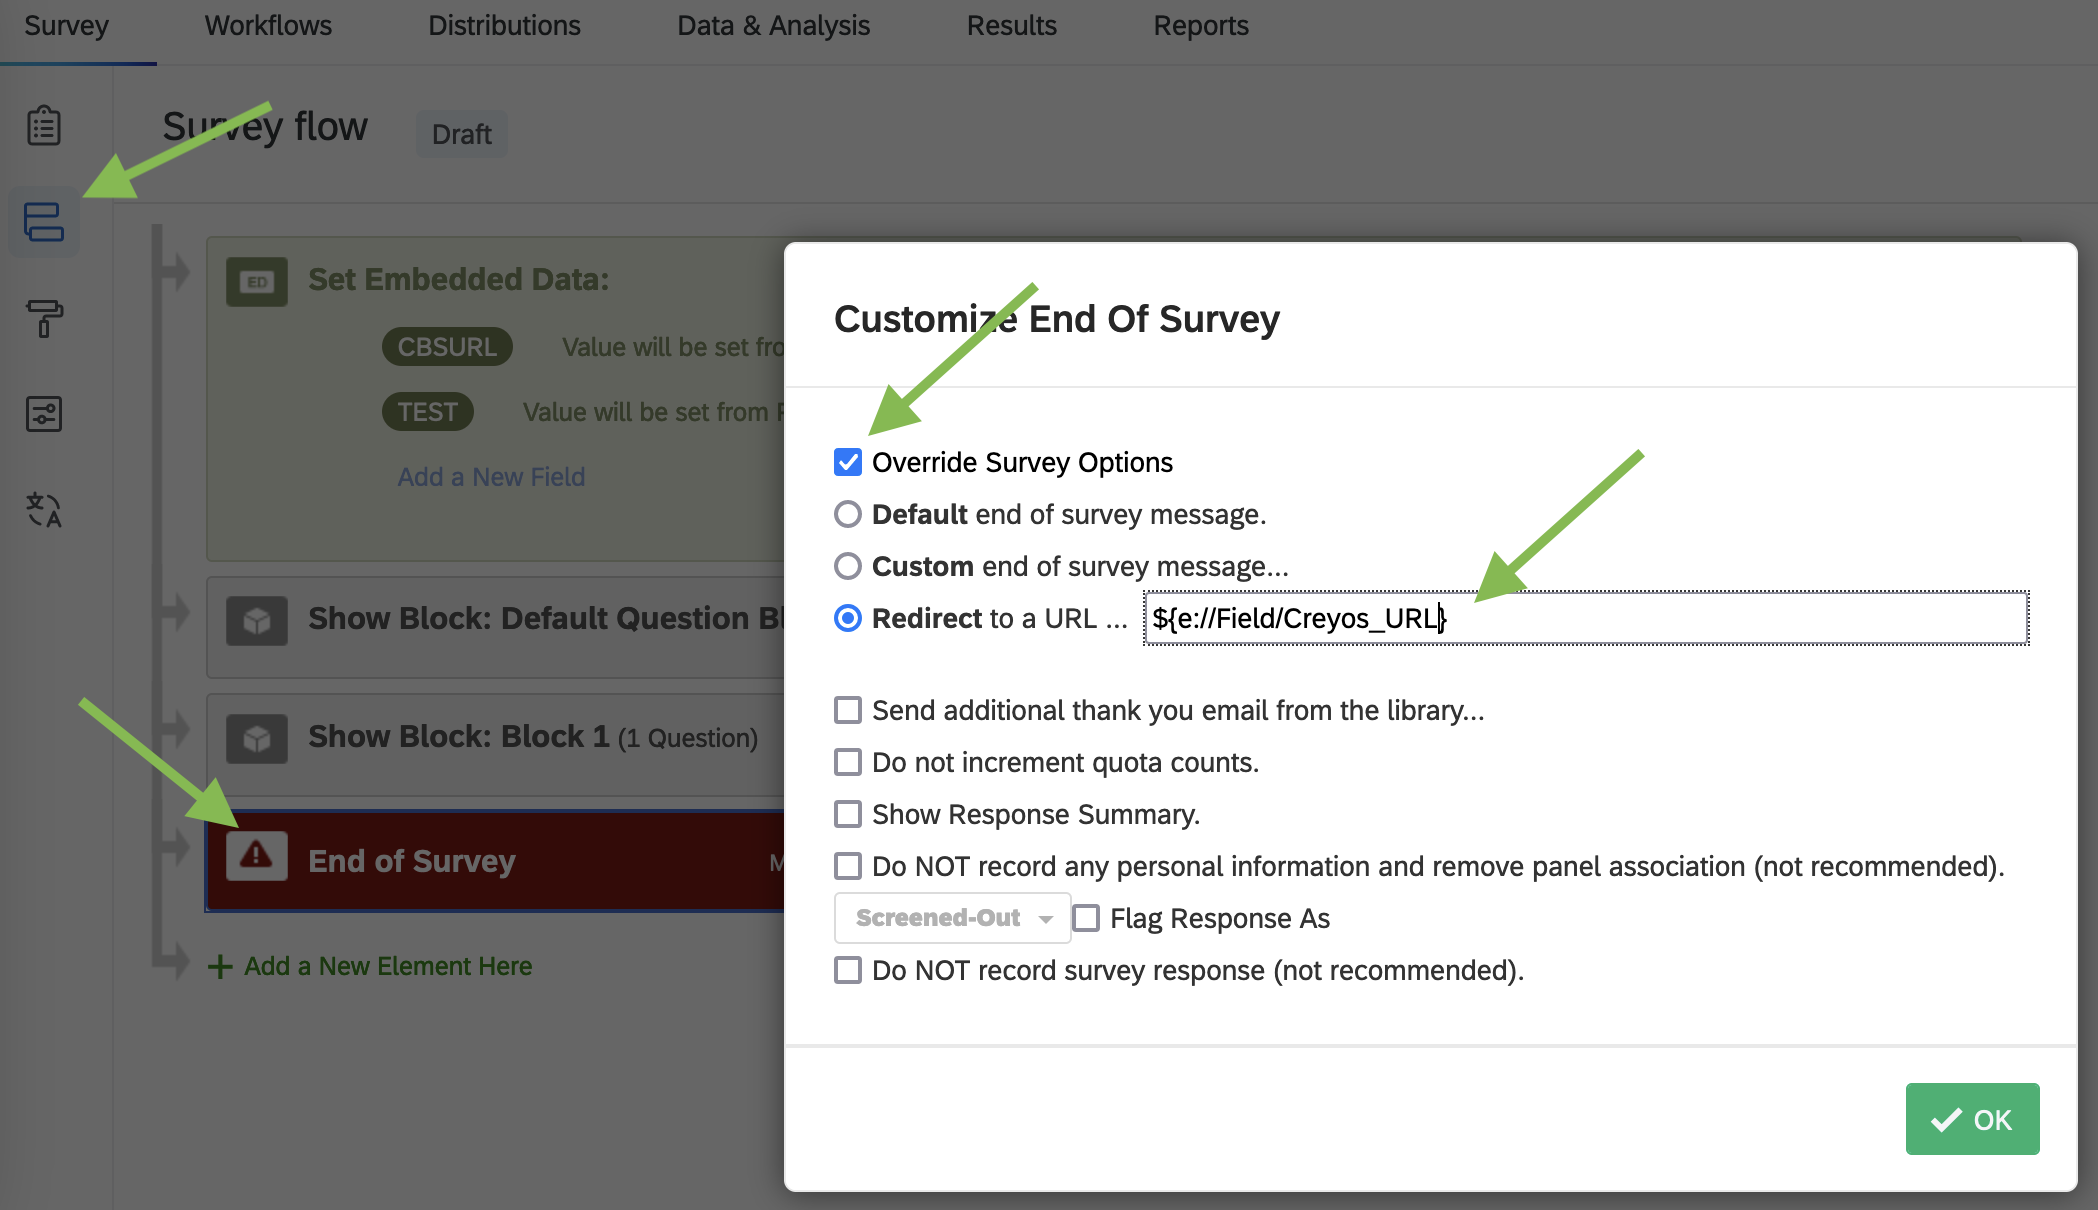 Survey
Workflows
Distributions
Data & Analysis
Results
Reports
Survey flow
Draft
ED
Set Embedded Data:
CBSURL
Value will be set
TEST
Value will be set from
Add a New Field
Show Block: Default Question
Show Block: Block 1 (1 Question)
End of Survey
Add a New Element Here
Customize End Of Survey
Override Survey Options
Default end of survey message.
Custom end of survey message...
Redirect to a URL ...
${e://Field/Creyos_URL}
Send additional thank you email from the library...
Do not increment quota counts.
Show Response Summary.
Do NOT record any personal information and remove panel association (not recommended).
Screened-Out
Flag Response As
Do NOT record survey response (not recommended).
OK